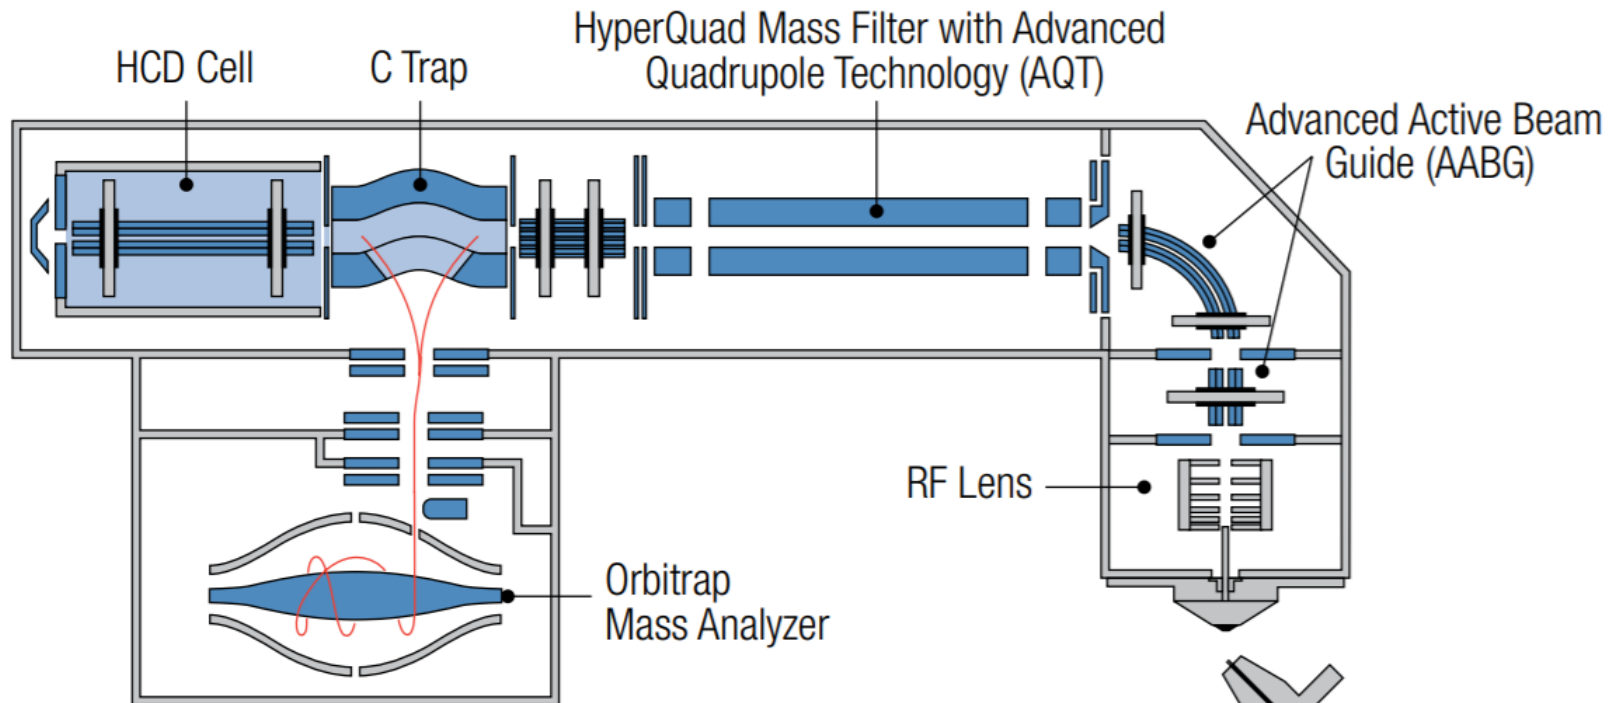 HyperQuad Mass Filter with Advanced
Quadrupole Technology (AQT)
HCD Cell
C Trap
Advanced Active Beam
Guide (AABG)
RF Lens
Orbitrap
Mass Analyzer